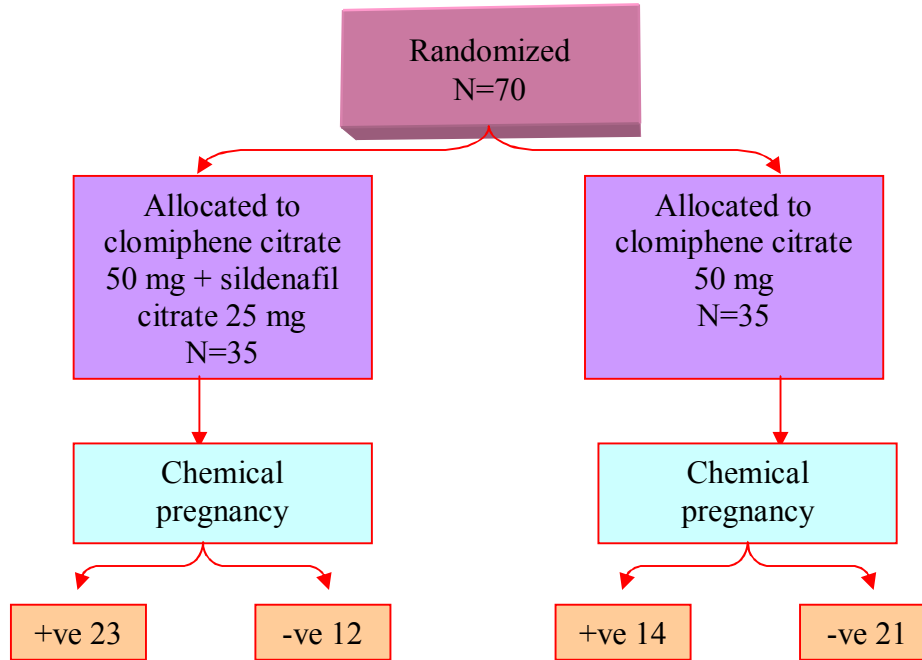 Randomized
N=70
Allocated to
clomiphene citrate
50 mg + sildenafil
citrate 25 mg
N=35
Allocated to
clomiphene citrate
50 mg
N=35
Chemical
pregnancy
Chemical
pregnancy
+ve 23
-ve 12
+ve 14
-ve 21